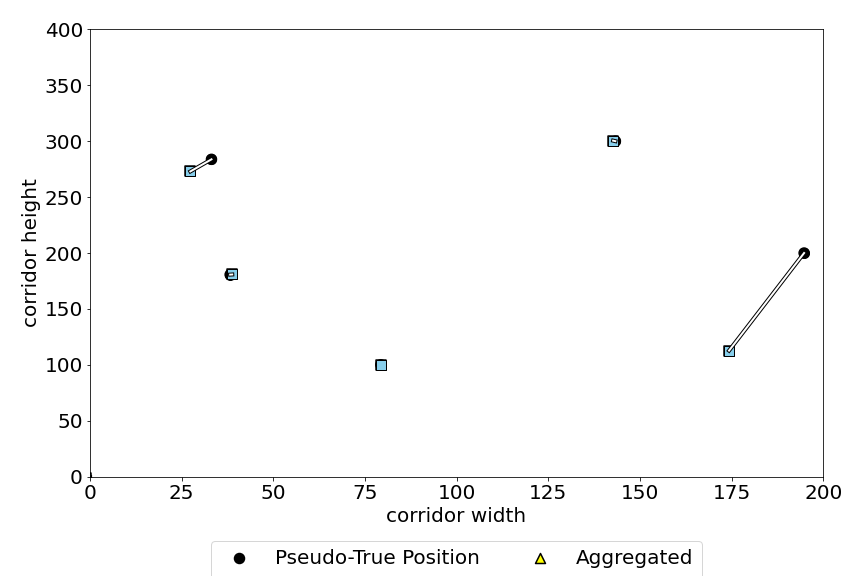 400
350
300
250
200
150
100
50
0
corridor height
0 25 50 75 100 125 150 175 200
corridor width
Pseudo-True Position Aggregated